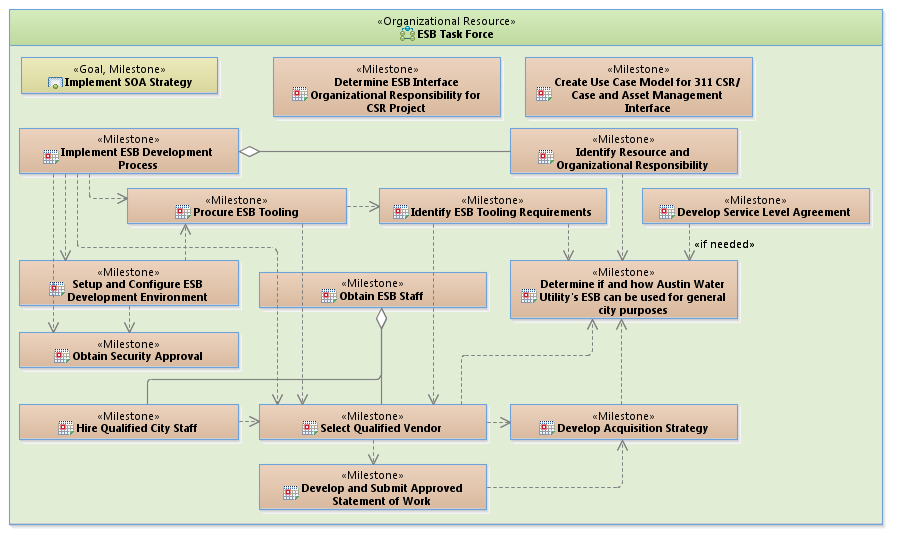 «Organizational Resource»
ESB Task Force
«Goal, Milestone»
Implement SOA Strategy
«Milestone»
Determine ESB Interface
Organizational Responsibility for
CSR Project
«Milestone»
Create Use Case Model for 311 CSR/
Case and Asset Management
Interface
«Milestone»
Implement ESB Development
Process
«Milestone»
Identify Resource and
Organizational Responsibility
«Milestone»
Procure ESB Tooling
«Milestone»
Identify ESB Tooling Requirements
«Milestone»
Develop Service Level Agreement
«if needed»
«Milestone»
Setup and Configure ESB
Development Environment
«Milestone»
Obtain ESB Staff
«Milestone»
Determine if and how Austin Water
Utility's ESB can be used for general
city purposes
«Milestone»
Obtain Security Approval
«Milestone»
Hire Qualified City Staff
«Milestone»
Select Qualified Vendor
«Milestone»
Develop Acquisition Strategy
«Milestone»
Develop and Submit Approved
Statement of Work